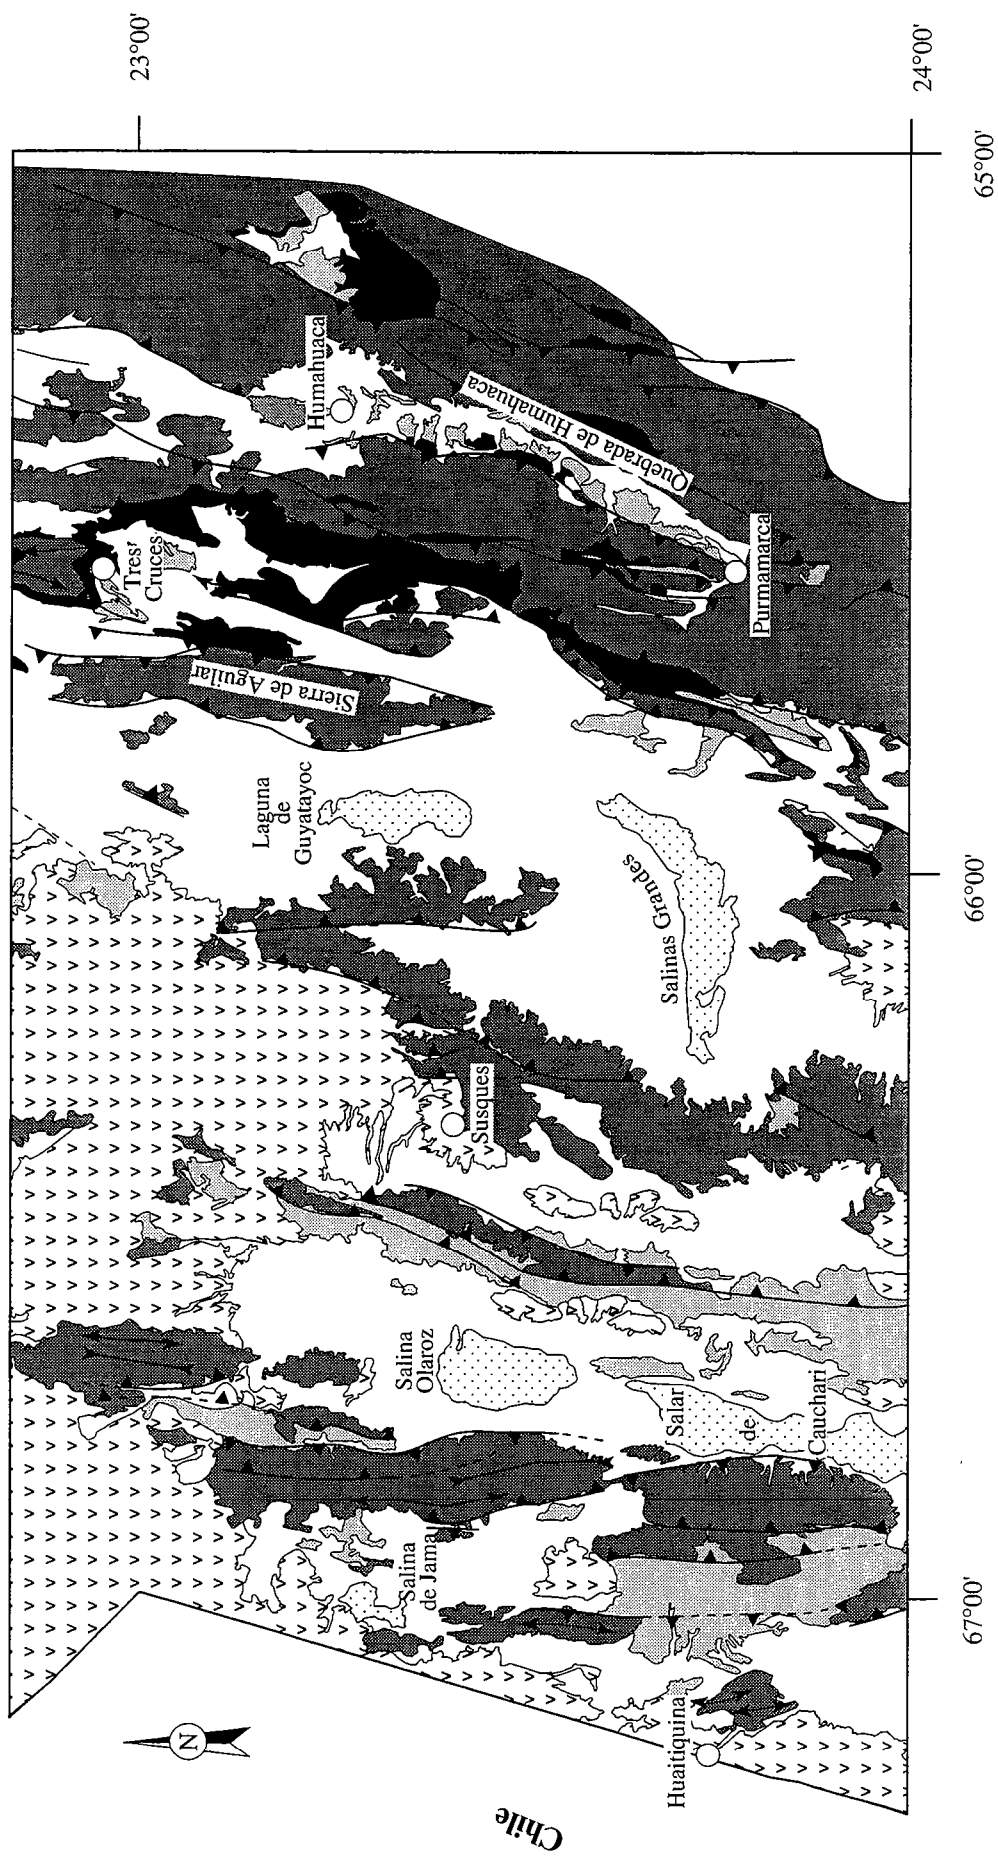 23°00'
24°00'
65°00'
66°00'
67°00'
Humahuaca
Quebrada de Humahuaca
Tres
Cruces
Purmamarca
Sierra de Aguilar
Laguna
de
Guyatayoc
Salinas Grandes
Susques
Salina
Olaroz
Salar
de
Cauchari
Salina
de Jama
Huaitiquina
N
Chile